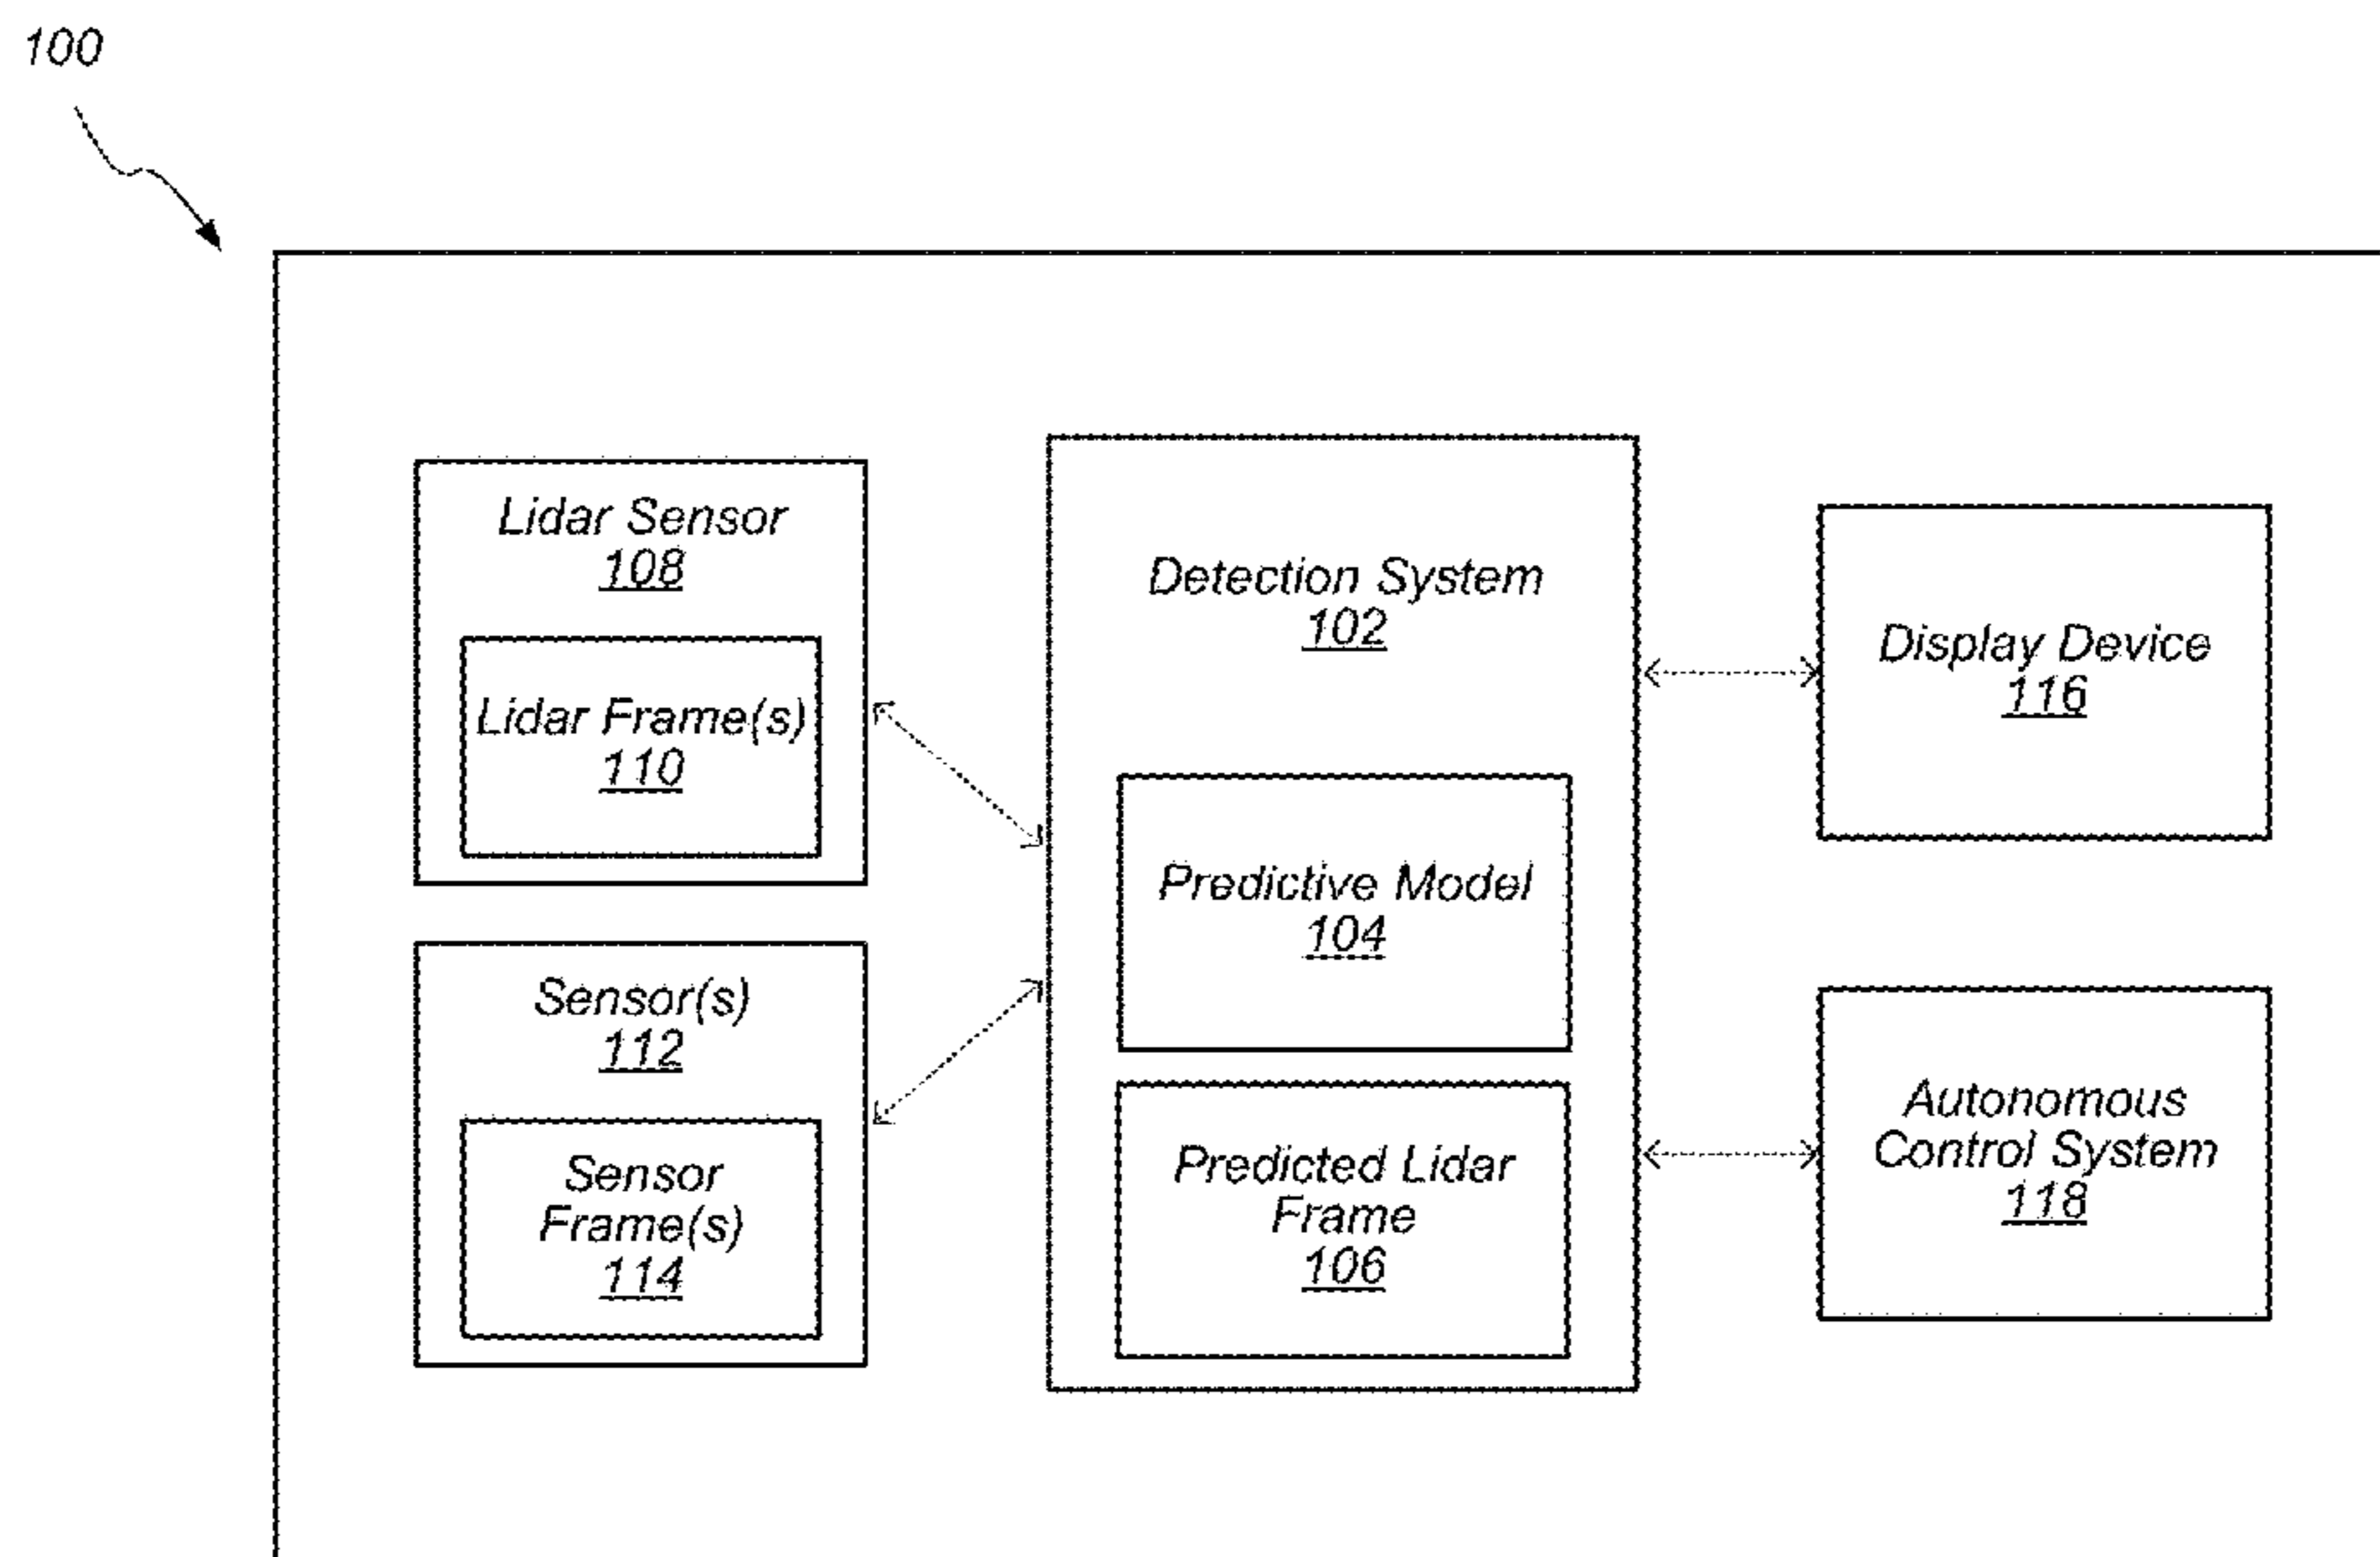 100
Lidar Sensor
108
Lidar Frame(s)
110
Sensor(s)
112
Sensor
Frame(s)
114
Detection System
102
Predictive Model
104
Predicted Lidar
Frame
106
Display Device
116
Autonomous
Control System
118